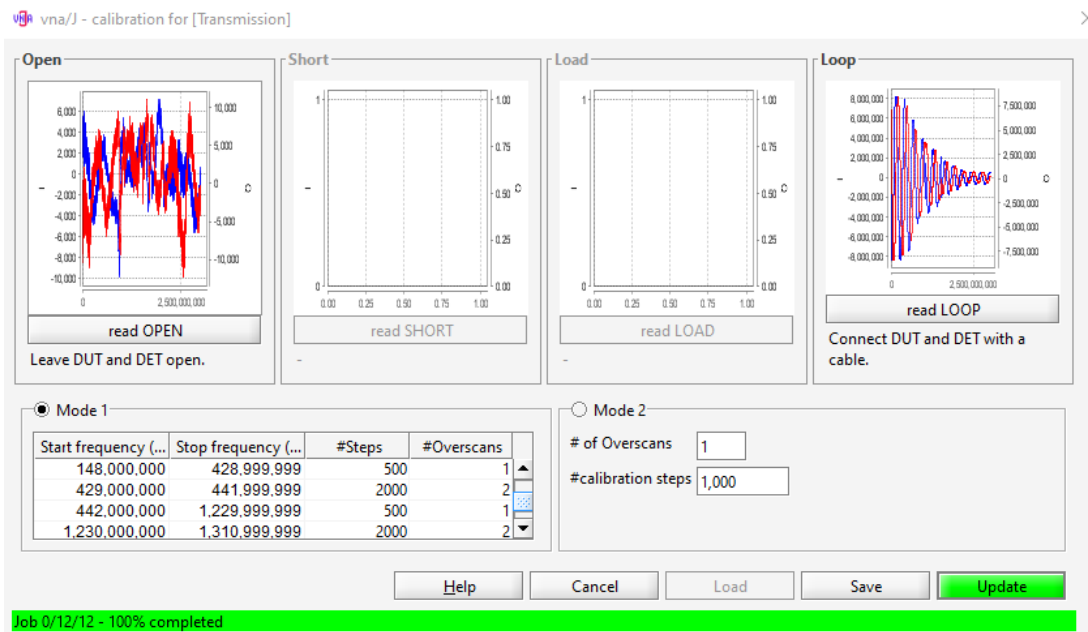 vna/J - calibration for [Transmission]
Open
6,000
4,000
2,000
0
-2,000
-4,000
-6,000
-8,000
-10,000
10,000
5,000
0
-5,000
-10,000
0
2,500,000,000
read OPEN
Leave DUT and DET open.
Short
1
0
1.00
0.75
0.50
0.25
0.00
0.00 0.25 0.50 0.75 1.00
read SHORT
-
Load
1
0
1.00
0.75
0.50
0.25
0.00
0.00 0.25 0.50 0.75 1.00
read LOAD
-
Loop
8,000,000
6,000,000
4,000,000
2,000,000
0
-2,000,000
-4,000,000
-6,000,000
-8,000,000
7,500,000
5,000,000
2,500,000
0
-2,500,000
-5,000,000
-7,500,000
0
2,500,000,000
read LOOP
Connect DUT and DET with a
cable.
Mode 1
Start frequency (... Stop frequency (... #Steps #Overscans
148,000,000 428,999,999 500 1
429,000,000 441,999,999 2000 2
442,000,000 1,229,999,999 500 1
1,230,000,000 1,310,999,999 2000 2
Mode 2
# of Overscans 1
#calibration steps 1,000
Help Cancel Load Save Update
Job 0/12/12 - 100% completed